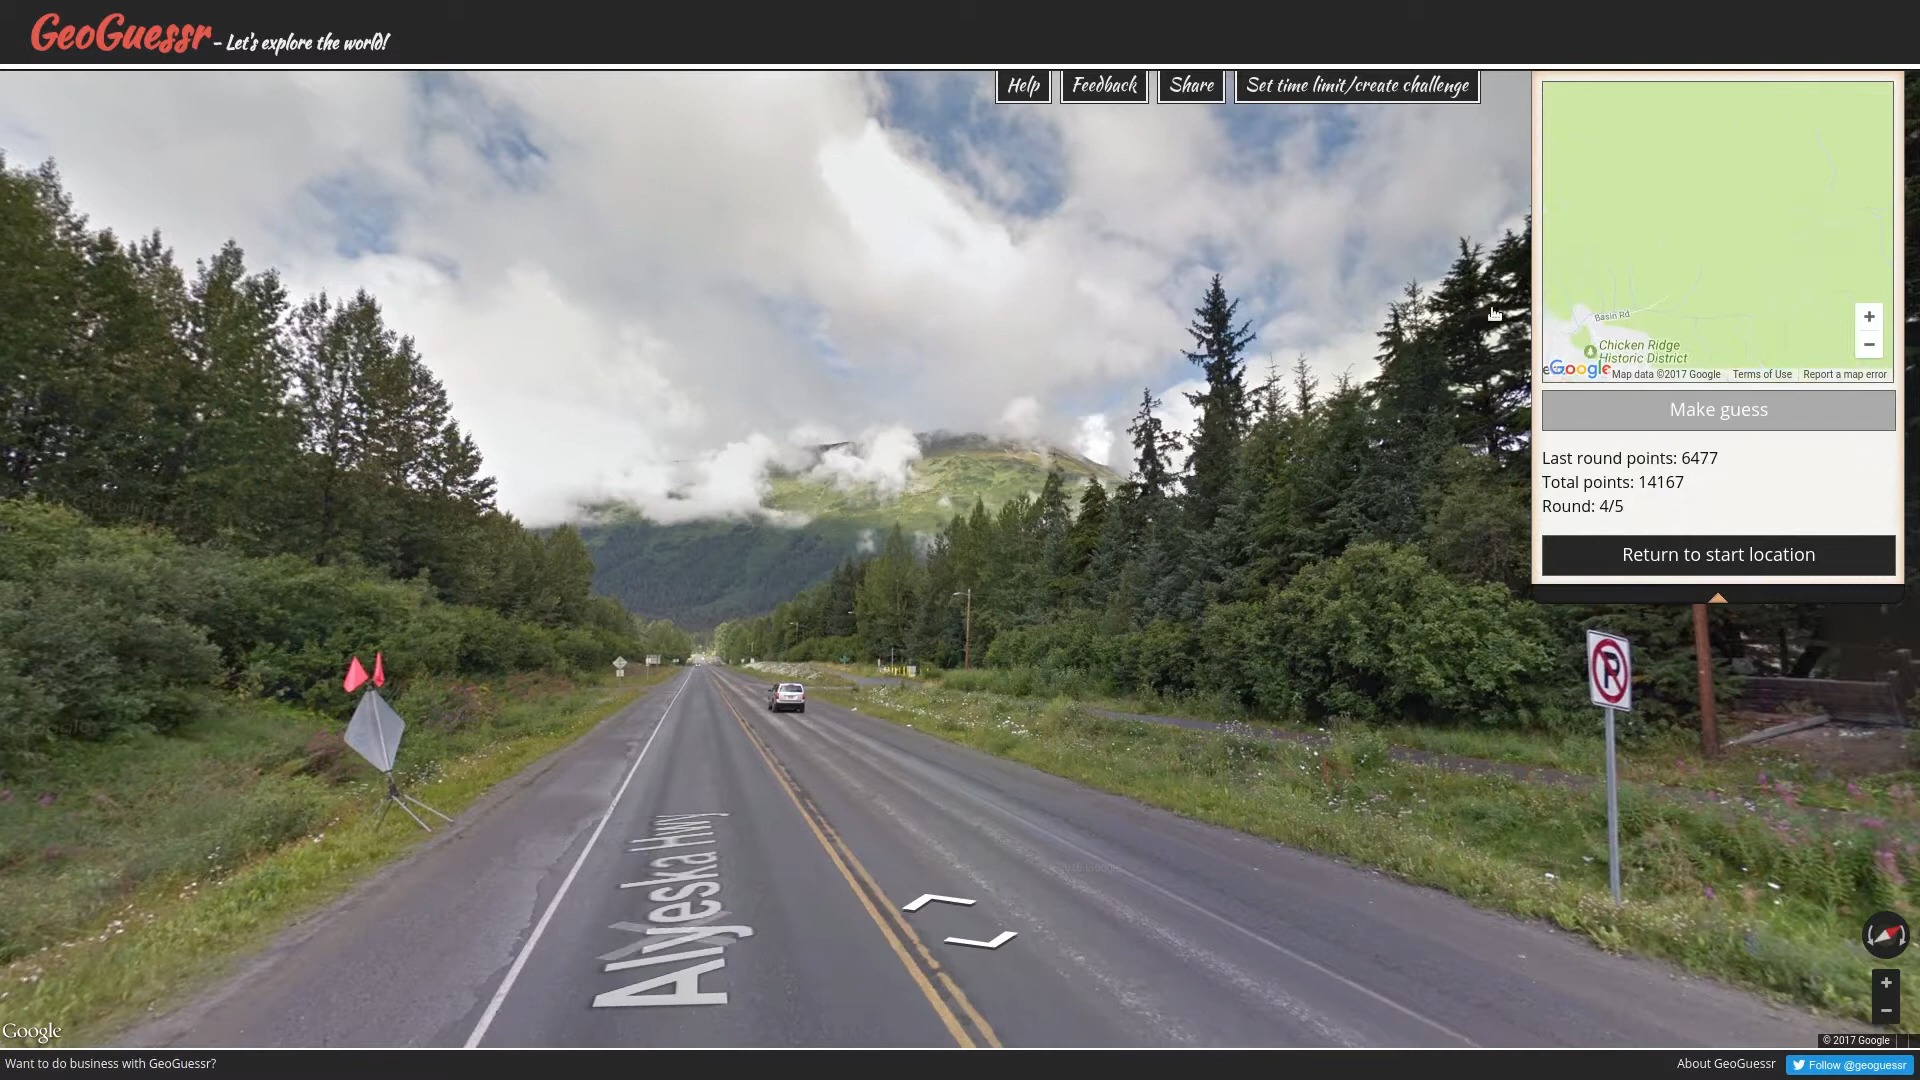 GeoGuessr - Let's explore the world!
Help
Feedback
Share
Set time limit/create challenge
Basin Rd
Chicken Ridge
Historic District
Google
Map data ©2017 Google
Terms of Use
Report a map error
Make guess
Last round points: 6477
Total points: 14167
Round: 4/5
Return to start location
P
Alyeska Hwy
Google
© 2017 Google
Want to do business with GeoGuessr?
About GeoGuessr
Follow @geoguessr